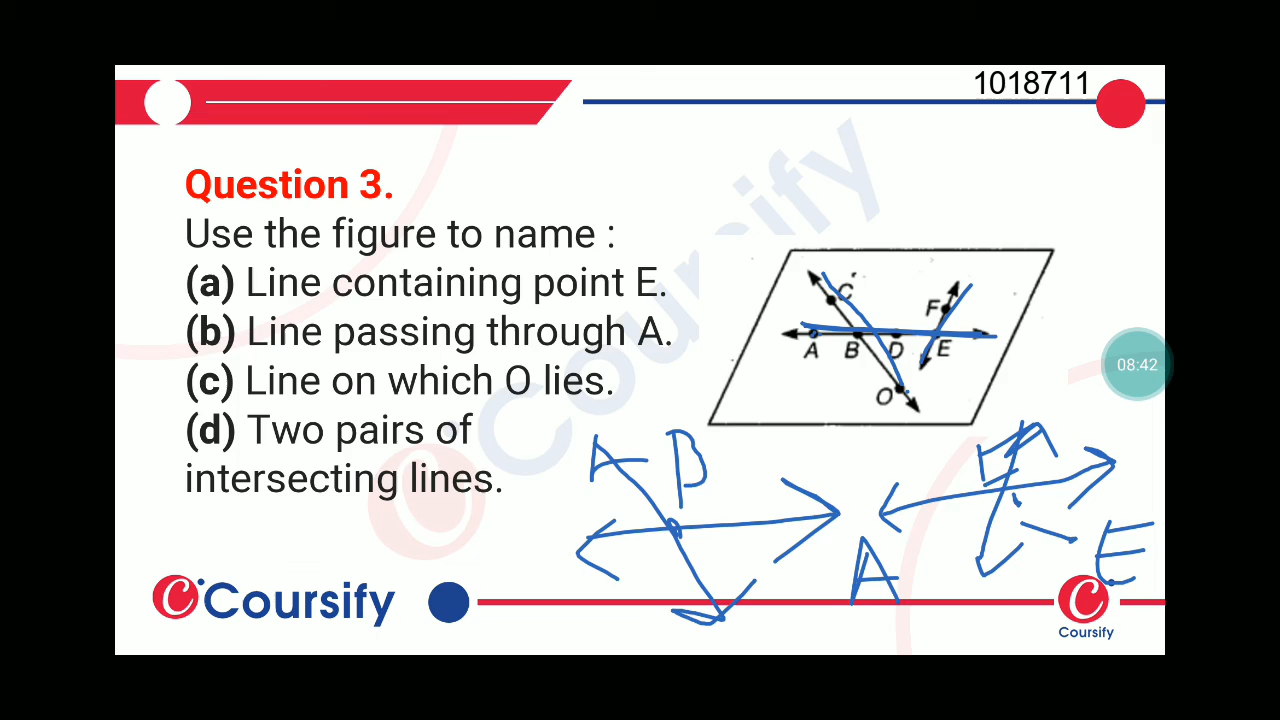 1018711
Question 3.
Use the figure to name :
(a) Line containing point E.
(b) Line passing through A.
(c) Line on which O lies.
(d) Two pairs of
intersecting lines.
Coursify
C
F
A B D E
O
08:42
A B
A
E
Coursify
Coursify